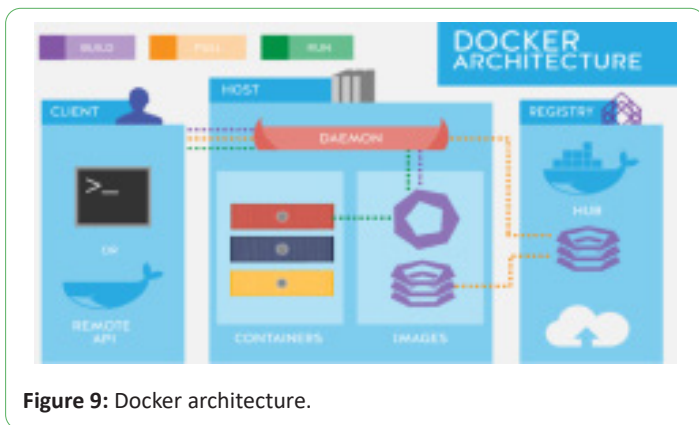 BUILD
PULL
RUN
DOCKER
ARCHITECTURE
CLIENT
HOST
REGISTRY
DAEMON
>_
OR
HUB
REMOTE
API
CONTAINERS
IMAGES
Figure 9: Docker architecture.